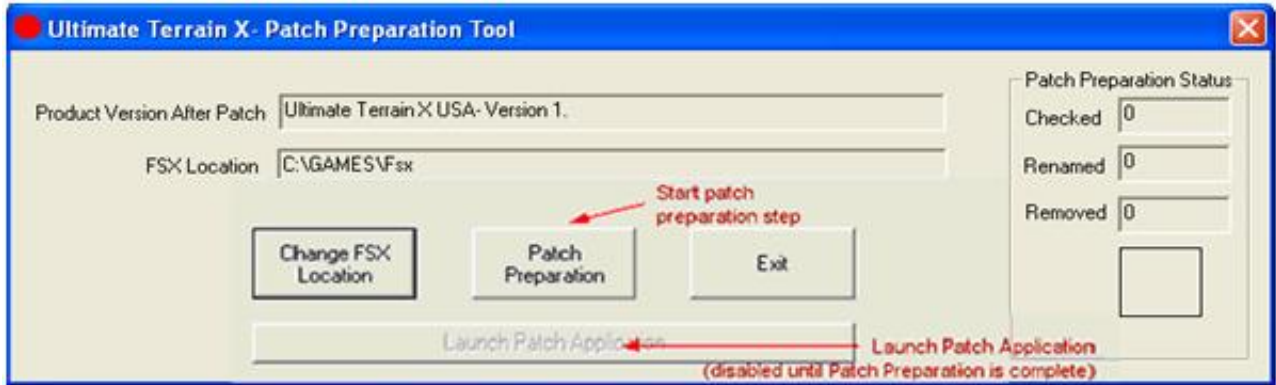 Ultimate Terrain X- Patch Preparation Tool
Product Version After Patch Ultimate Terrain X USA- Version 1.
FSX Location C:\GAMES\Fsx
Patch Preparation Status
Checked 0
Renamed 0
Removed 0
Start patch
preparation step
Change FSX
Location
Patch
Preparation
Exit
Launch Patch Application
Launch Patch Application
(disabled until Patch Preparation is complete)